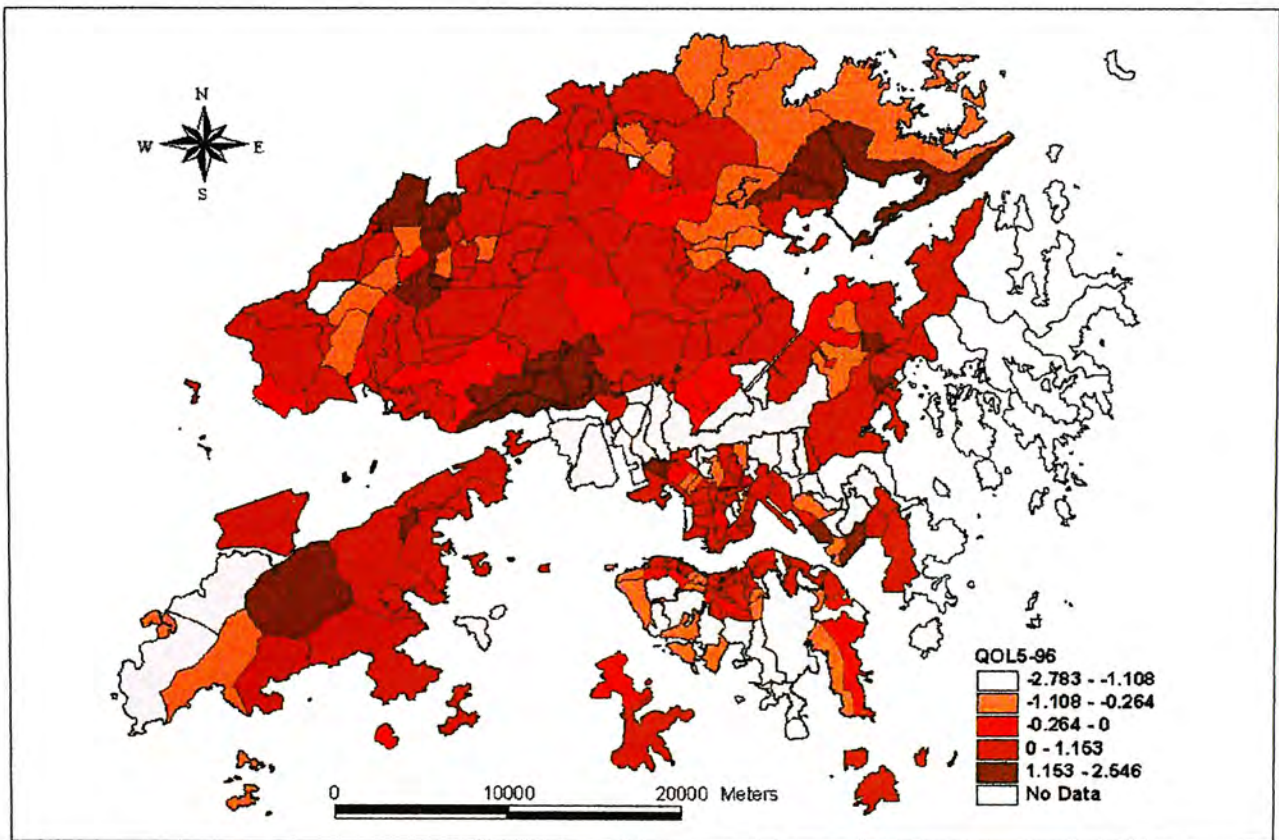 N
W E
S
QOL5-96
-2.783 - -1.108
-1.108 - -0.264
-0.264 - 0
0 - 1.153
1.153 - 2.546
No Data
0 10000 20000 Meters